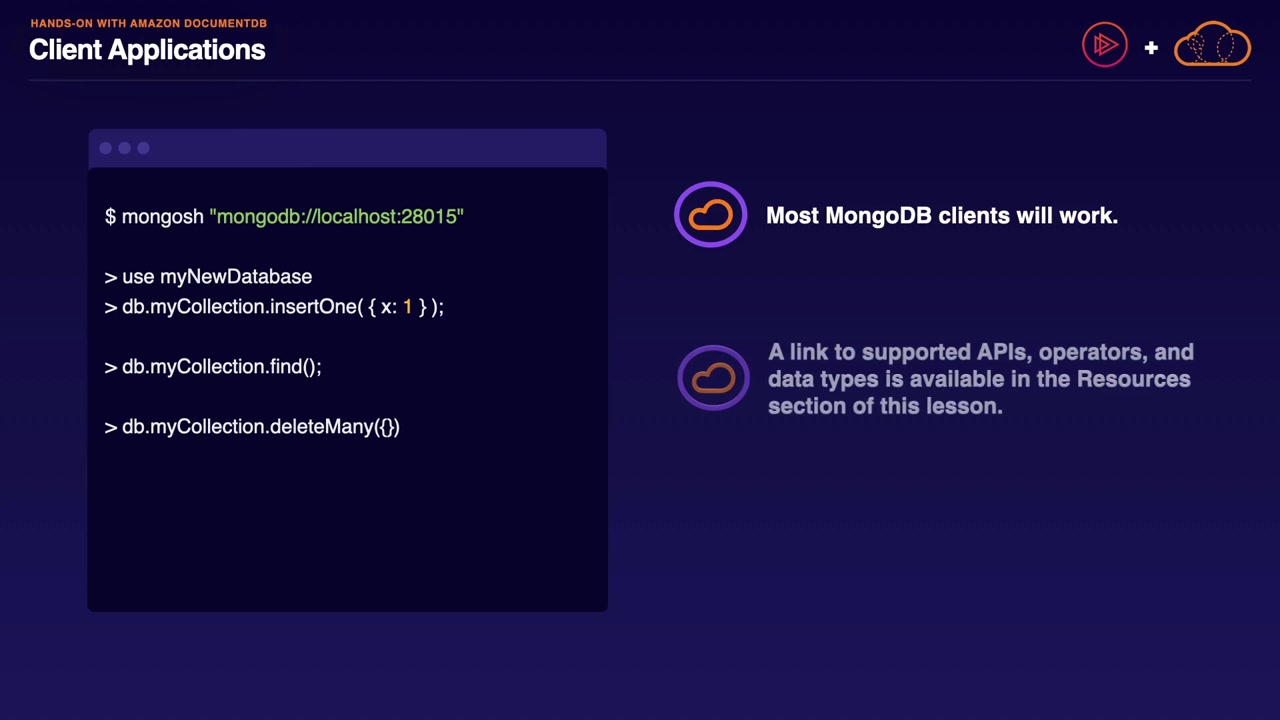 HANDS-ON WITH AMAZON DOCUMENTDB
Client Applications
+
$ mongosh "mongodb://localhost:28015"
> use myNewDatabase
> db.myCollection.insertOne( { x: 1 } );
> db.myCollection.find();
> db.myCollection.deleteMany({})
Most MongoDB clients will work.
A link to supported APIs, operators, and
data types is available in the Resources
section of this lesson.